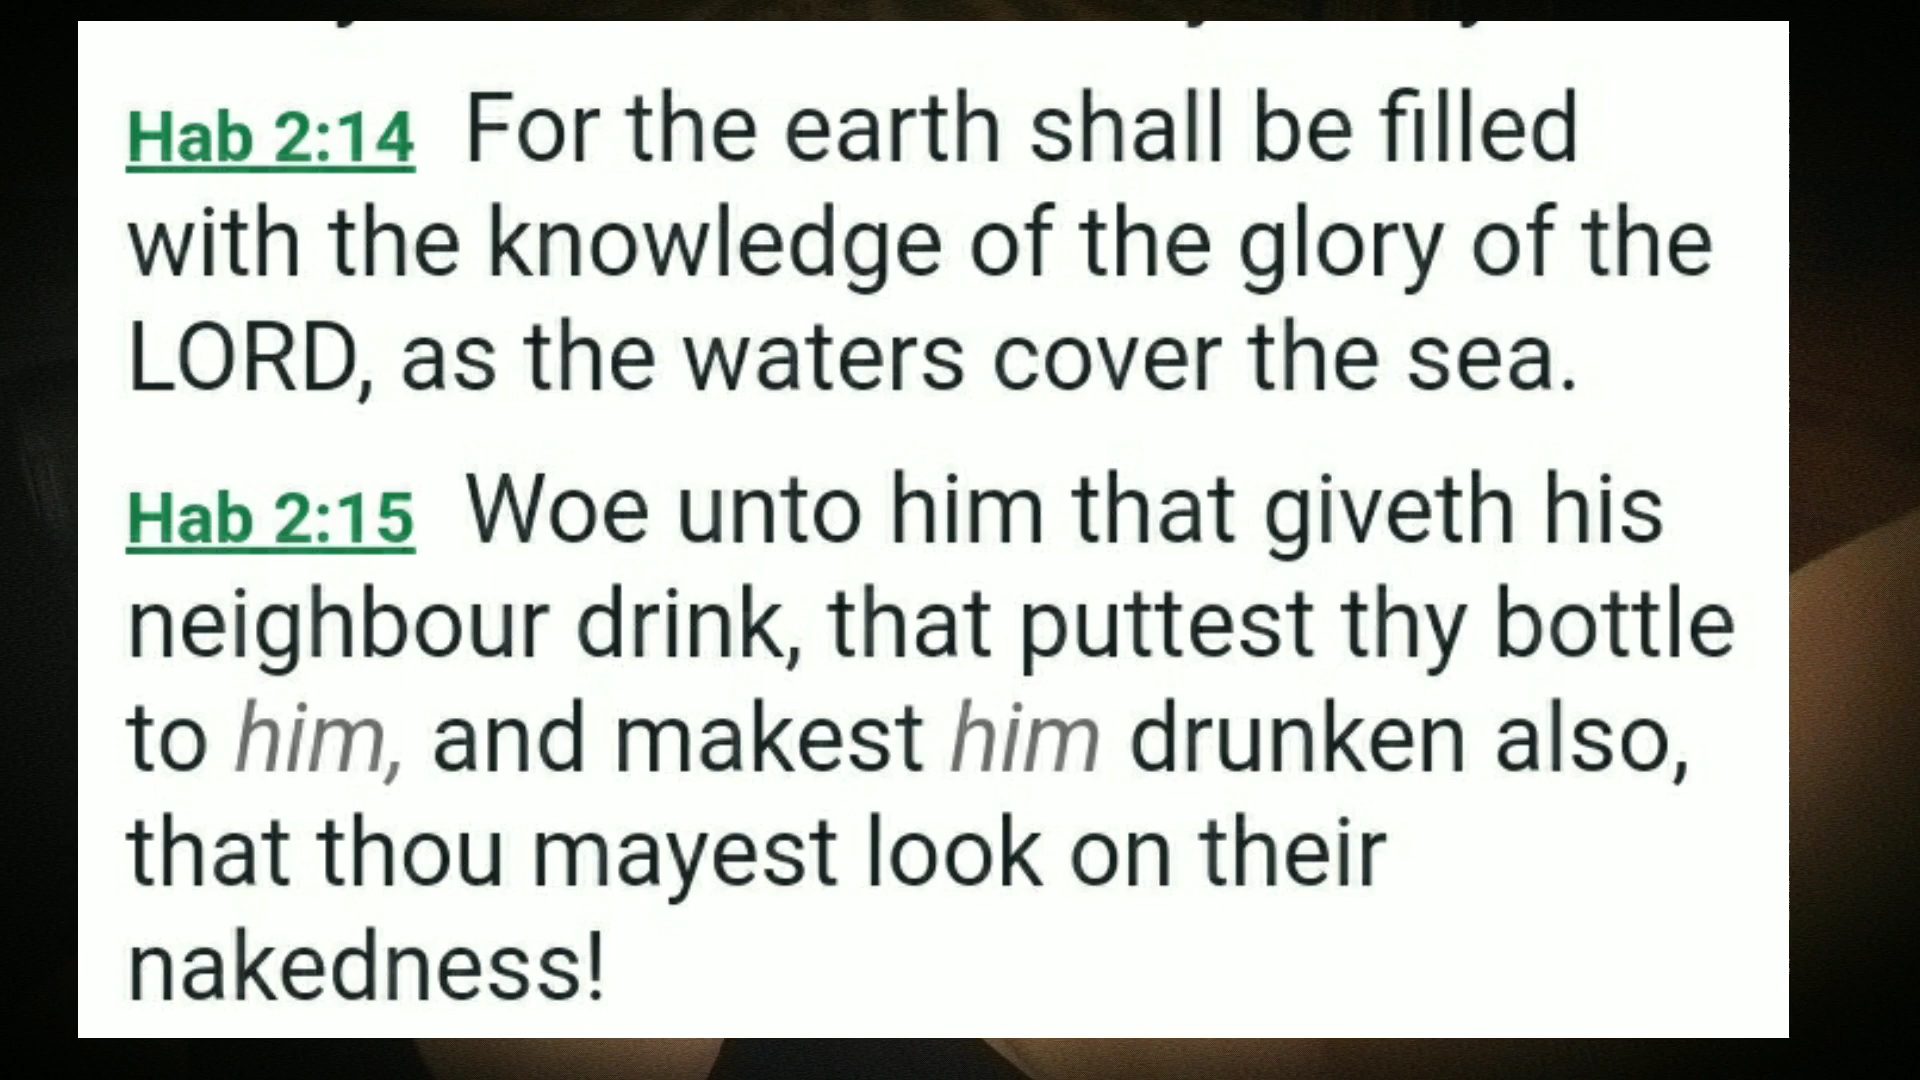 Hab 2:14 For the earth shall be filled
with the knowledge of the glory of the
LORD, as the waters cover the sea.
Hab 2:15 Woe unto him that giveth his
neighbour drink, that puttest thy bottle
to him, and makest him drunken also,
that thou mayest look on their
nakedness!